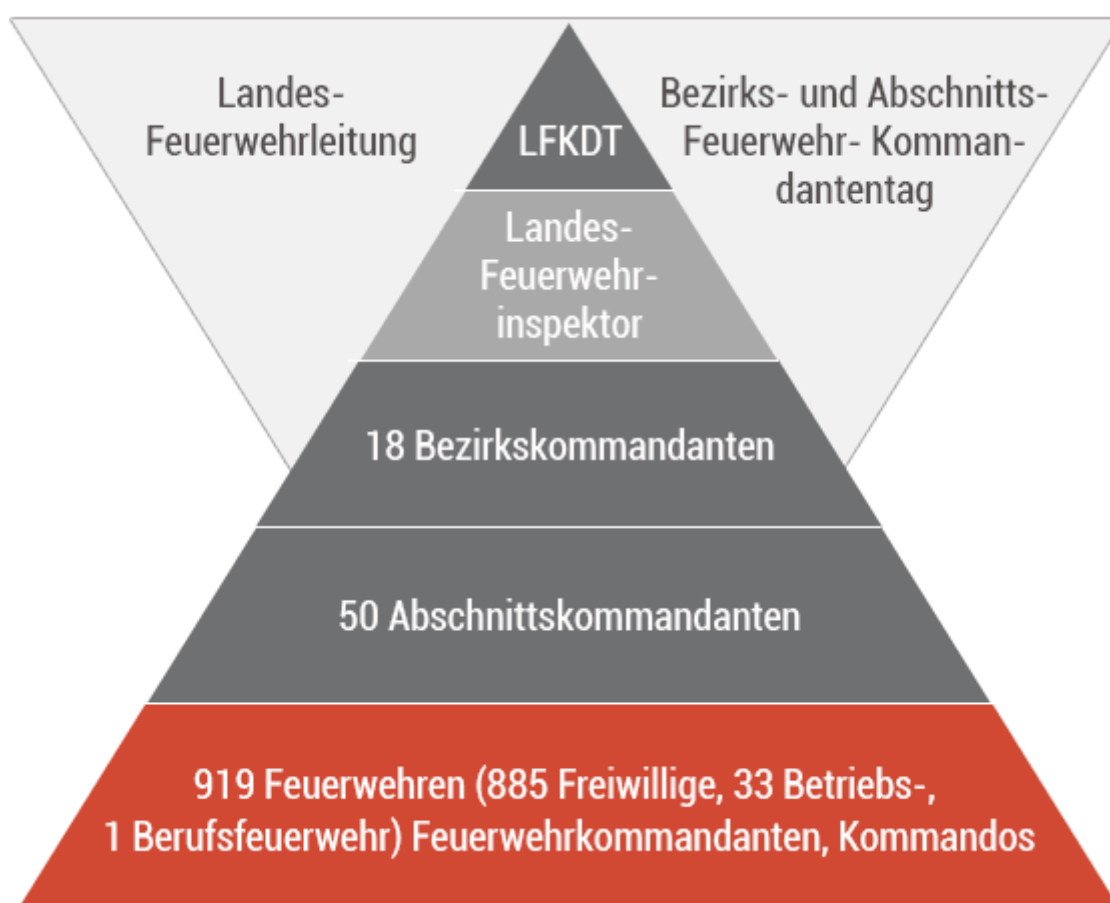 Landes-
Feuerwehrleitung
LFKDT
Bezirks- und Abschnitts-
Feuerwehr- Komman-
dantentag
Landes-
Feuerwehr-
inspektor
18 Bezirkskommandanten
50 Abschnittskommandanten
919 Feuerwehren (885 Freiwillige, 33 Betriebs-,
1 Berufsfeuerwehr) Feuerwehrkommandanten, Kommandos